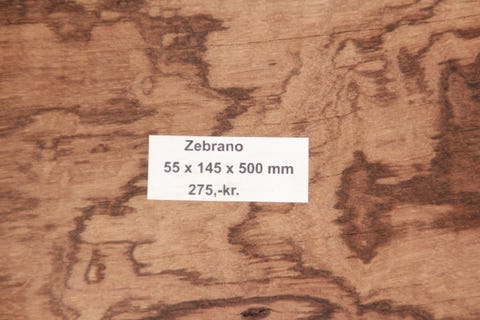 Zebrano
55 x 145 x 500 mm
275,-kr.